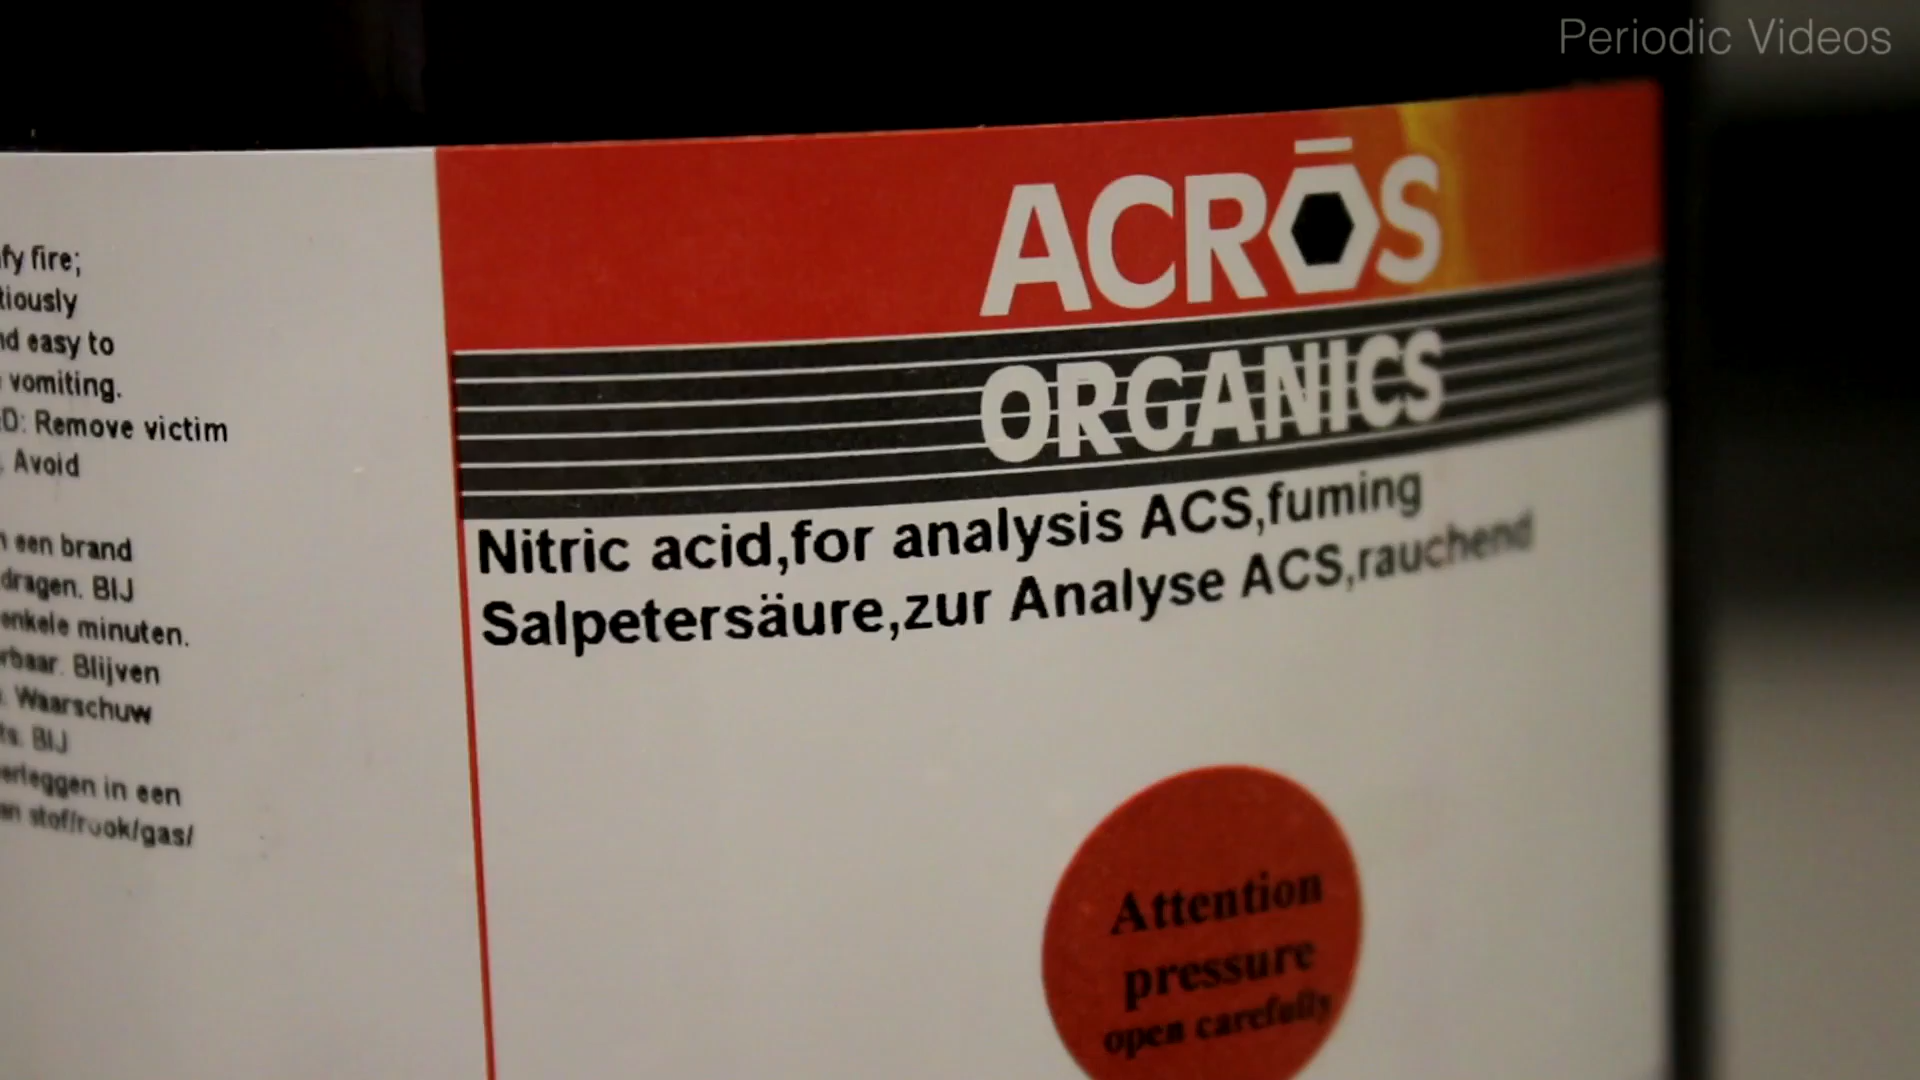 Periodic Videos
fy fire;
tiously
nd easy to
vomiting.
D: Remove victim
. Avoid
een brand
dragen. BIJ
enkele minuten.
rbaar. Blijven
. Waarschuw
ts. BIJ
erleggen in een
an stof/rook/gas/
ACRŌS
ORGANICS
Nitric acid,for analysis ACS,fuming
Salpetersäure,zur Analyse ACS,rauchend
Attention
pressure
open carefully